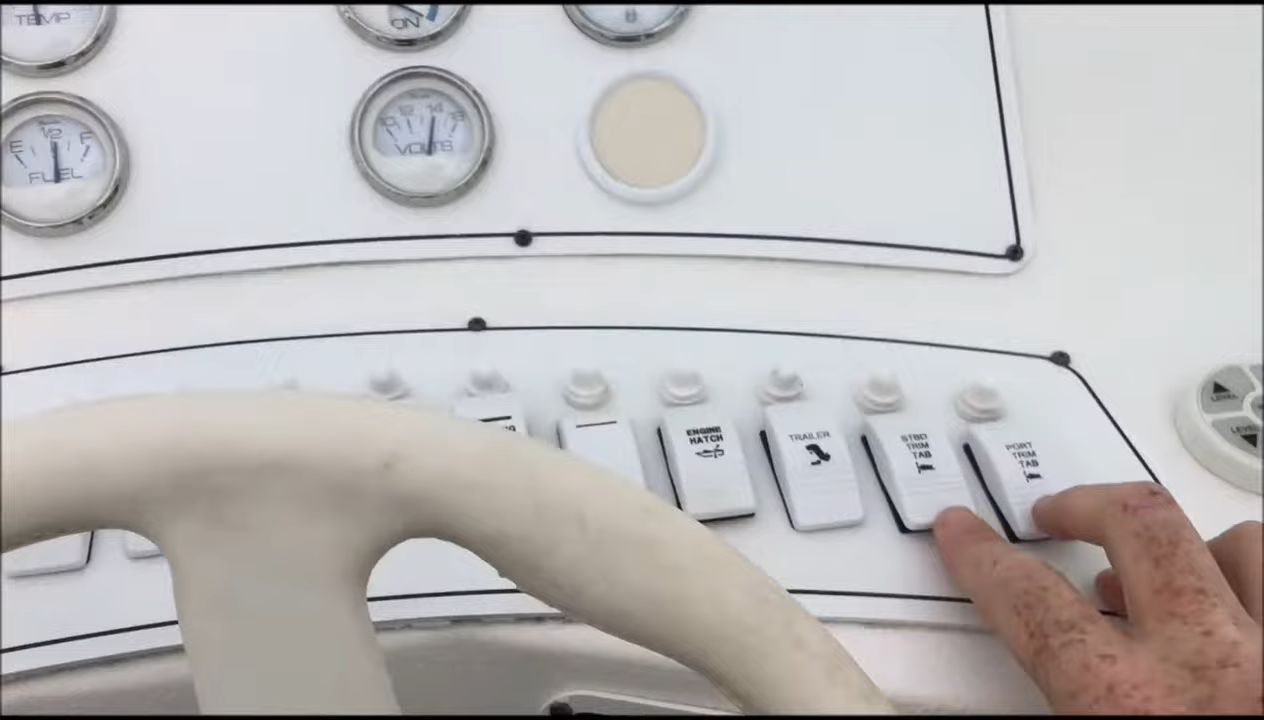 TEMP
ON
E 1/2 F
FUEL
10 12 14 16
VOLTS
ENGINE
HATCH
TRAILER
STBD
TRIM
TAB
PORT
TRIM
TAB
LEVEL
LEVEL